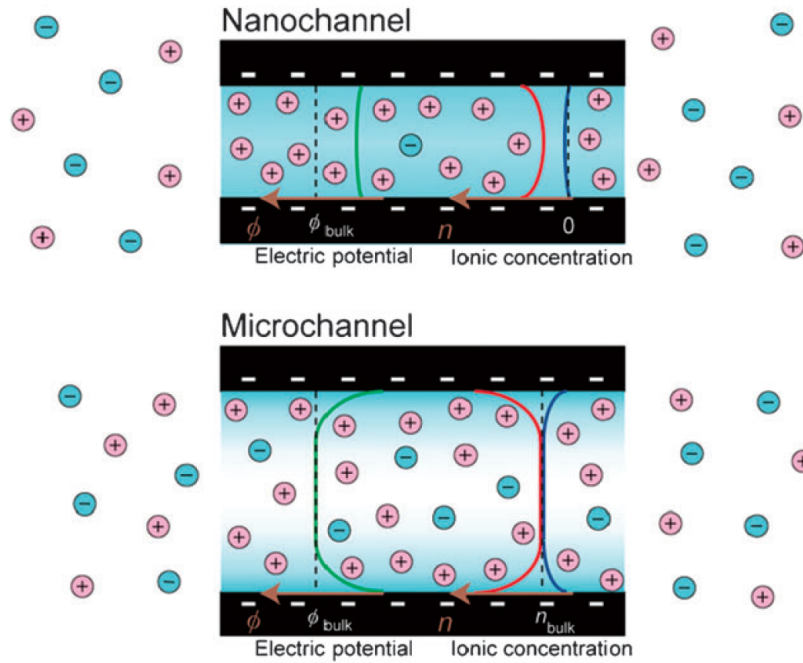 Nanochannel
ϕ ϕbulk n 0
Electric potential Ionic concentration
Microchannel
ϕ ϕbulk n nbulk
Electric potential Ionic concentration